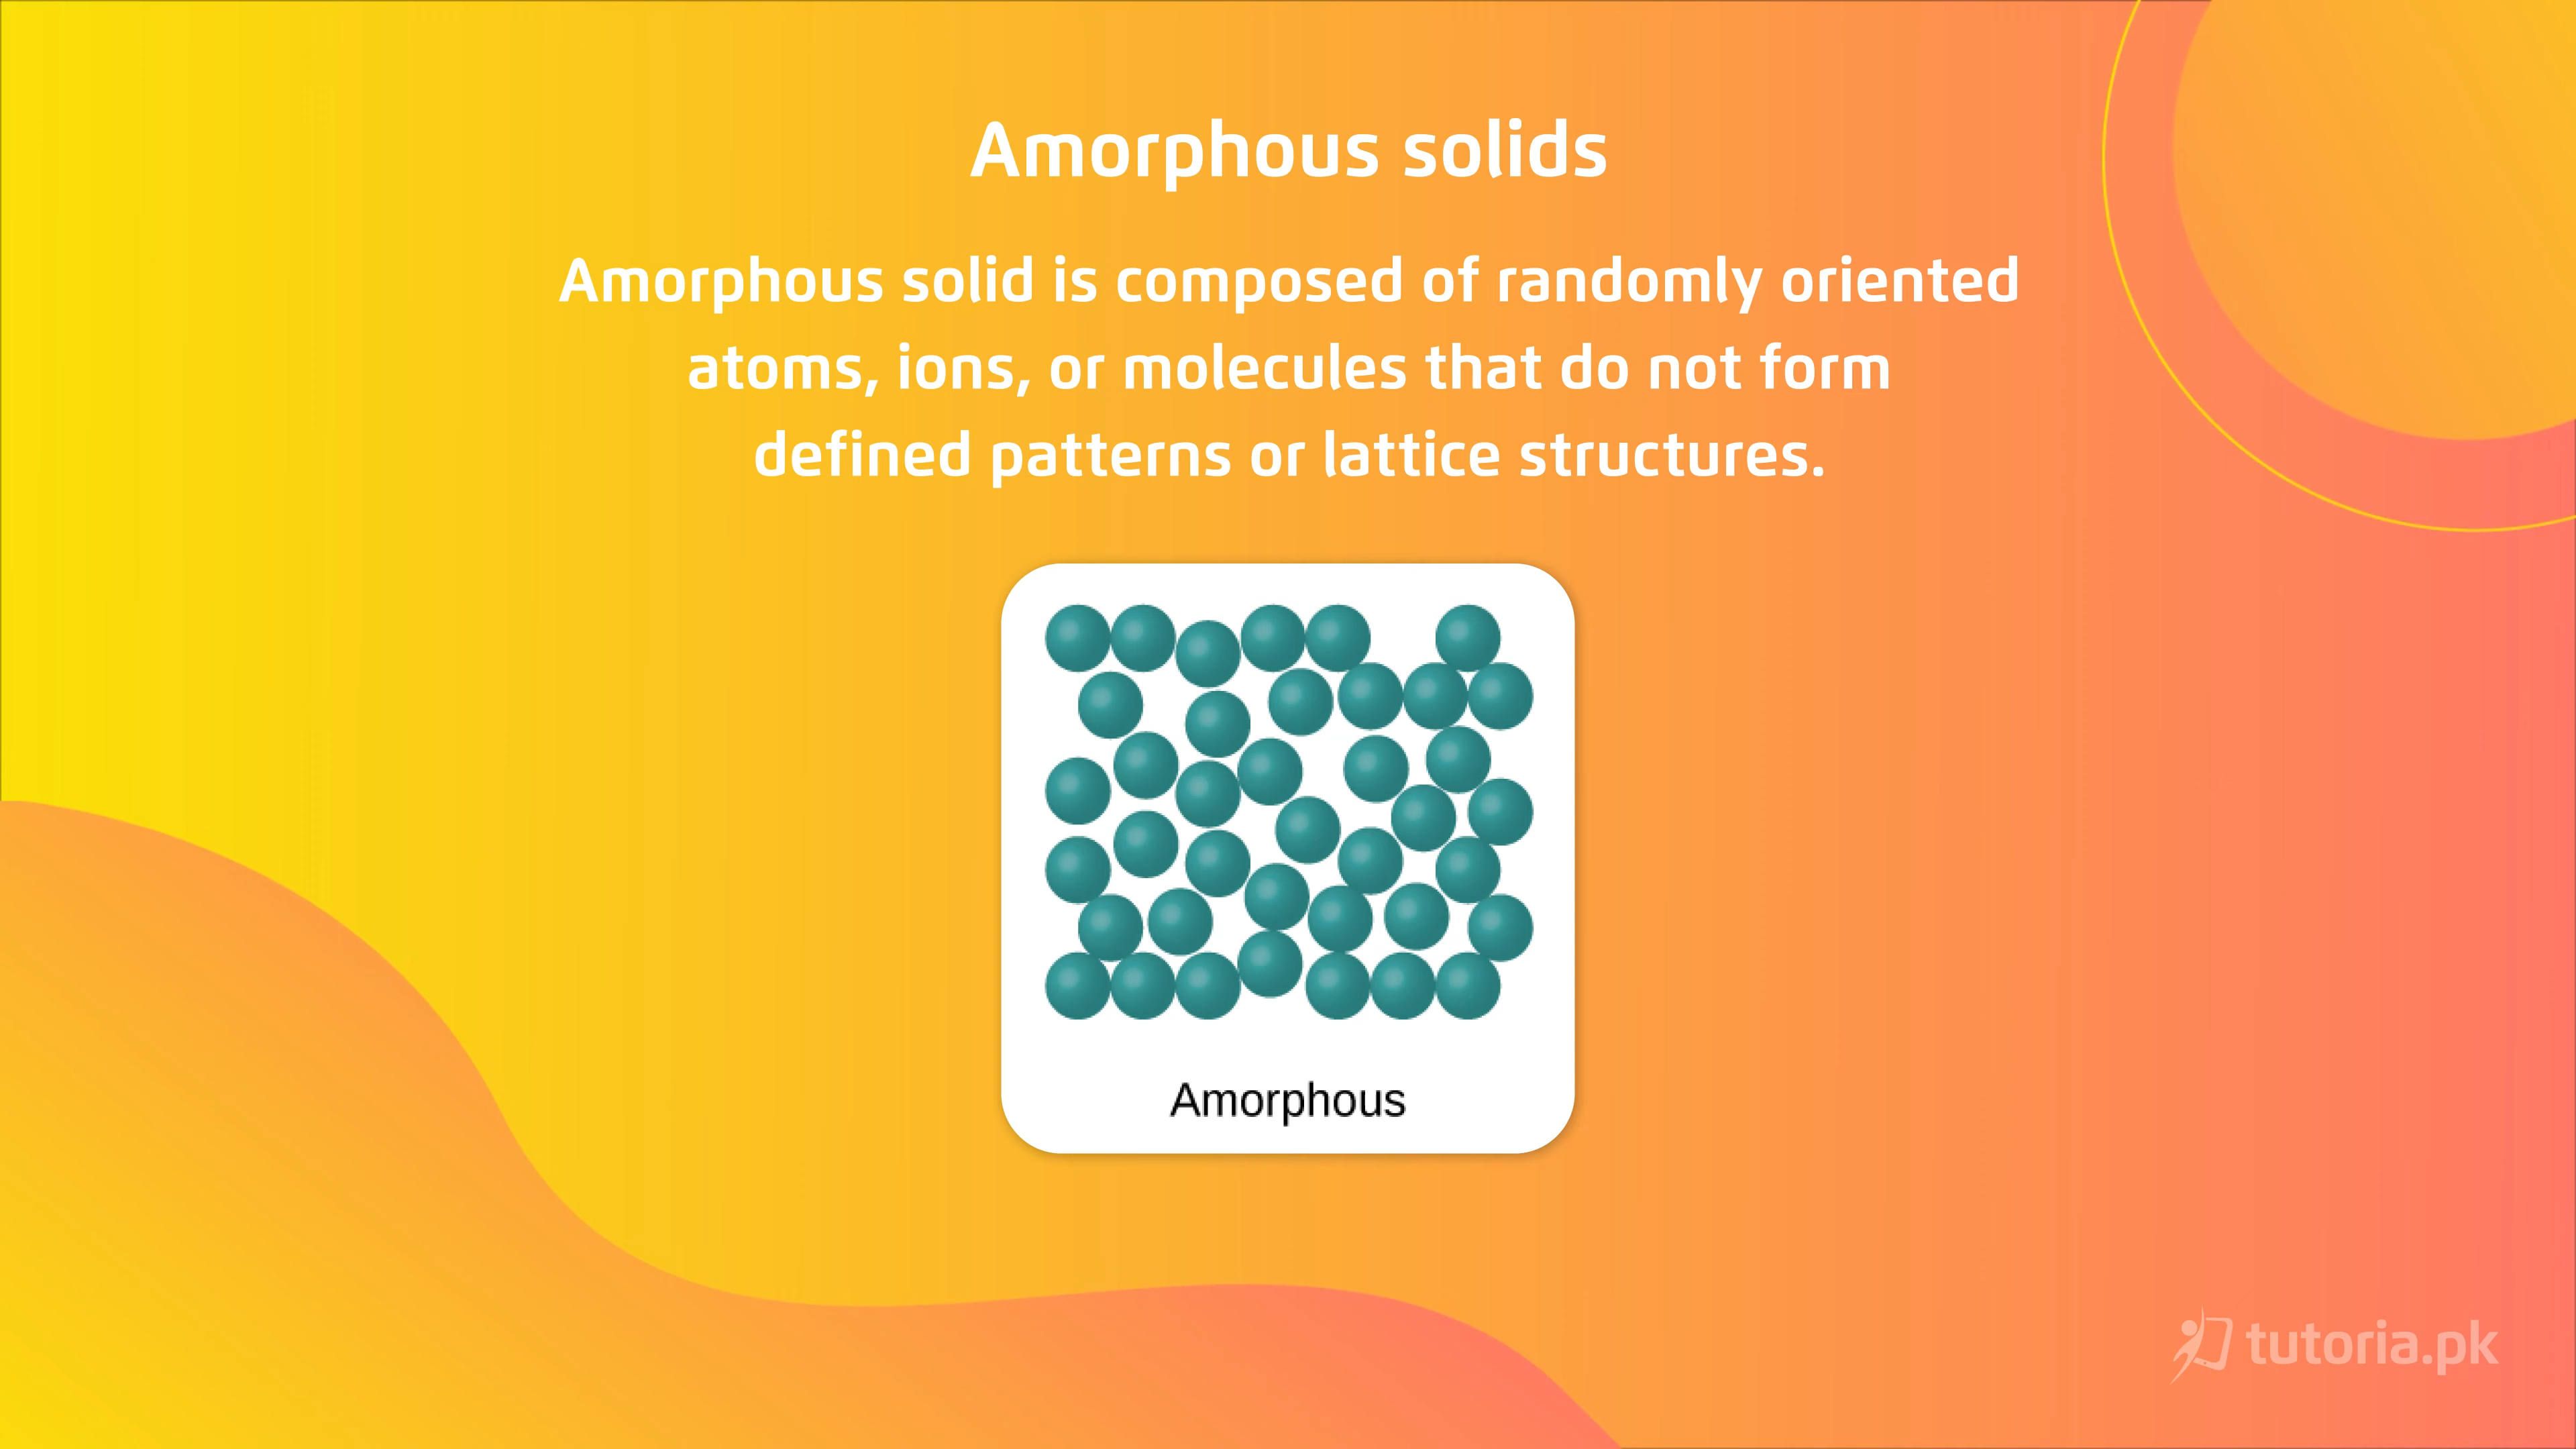 Amorphous solids
Amorphous solid is composed of randomly oriented
atoms, ions, or molecules that do not form
defined patterns or lattice structures.
Amorphous
tutoria.pk